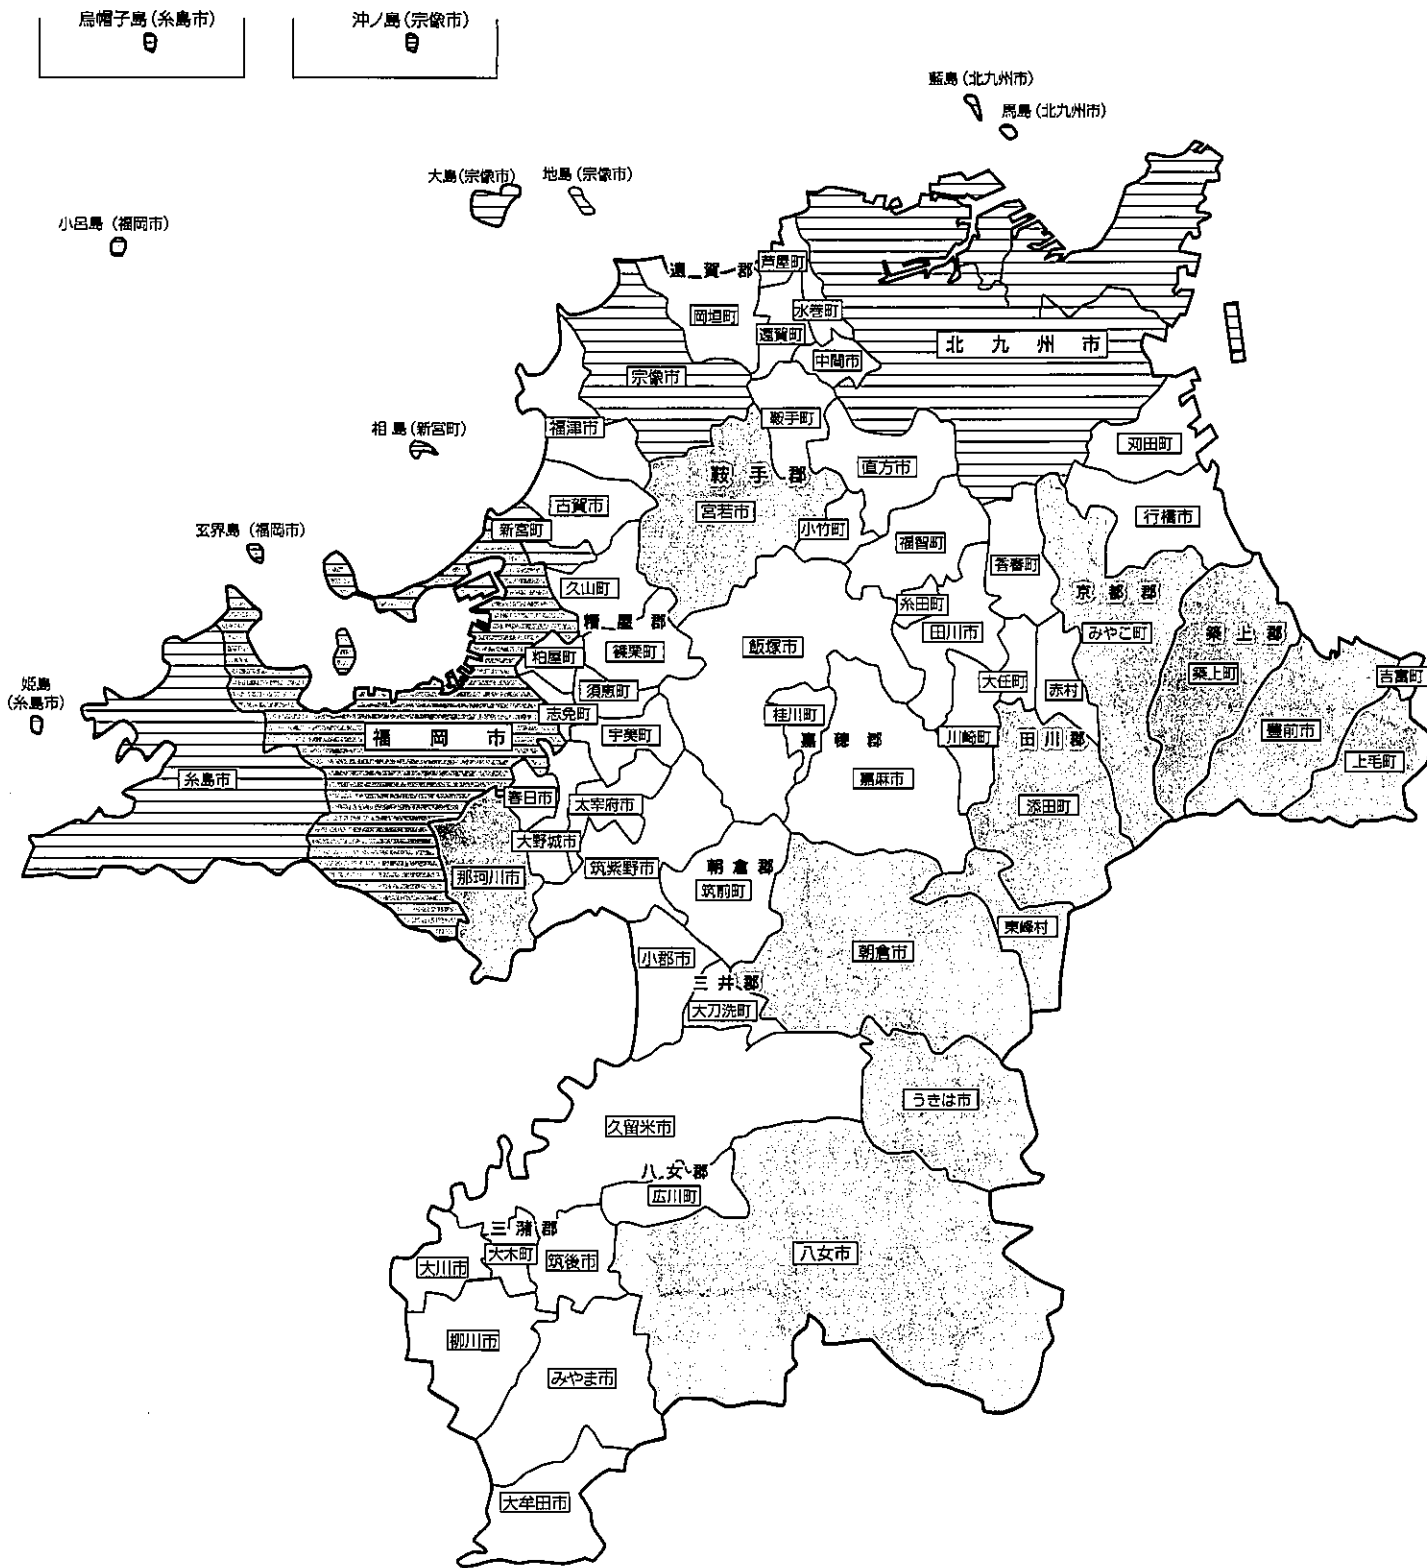 烏帽子島(糸島市)
沖ノ島(宗像市)
藍島(北九州市)
馬島(北九州市)
大島(宗像市)
地島(宗像市)
小呂島(福岡市)
遠賀郡
芦屋町
岡垣町
水巻町
遠賀町
北九州市
中間市
宗像市
鞍手町
福津市
相島(新宮町)
苅田町
直方市
鞍手郡
宮若市
古賀市
行橋市
新宮町
小竹町
玄界島(福岡市)
福智町
香春町
久山町
京都郡
糸田町
糟屋郡
田川市
みやこ町
築上郡
飯塚市
篠栗町
粕屋町
築上町
吉富町
大任町
赤村
須恵町
姫島
(糸島市)
志免町
桂川町
福岡市
宇美町
川崎町
田川郡
嘉穂郡
豊前市
上毛町
糸島市
嘉麻市
春日市
太宰府市
添田町
大野城市
那珂川市
筑紫野市
朝倉郡
筑前町
東峰村
小郡市
朝倉市
三井郡
大刀洗町
うきは市
久留米市
八女郡
広川町
三潴郡
大木町
大川市
筑後市
八女市
柳川市
みやま市
大牟田市